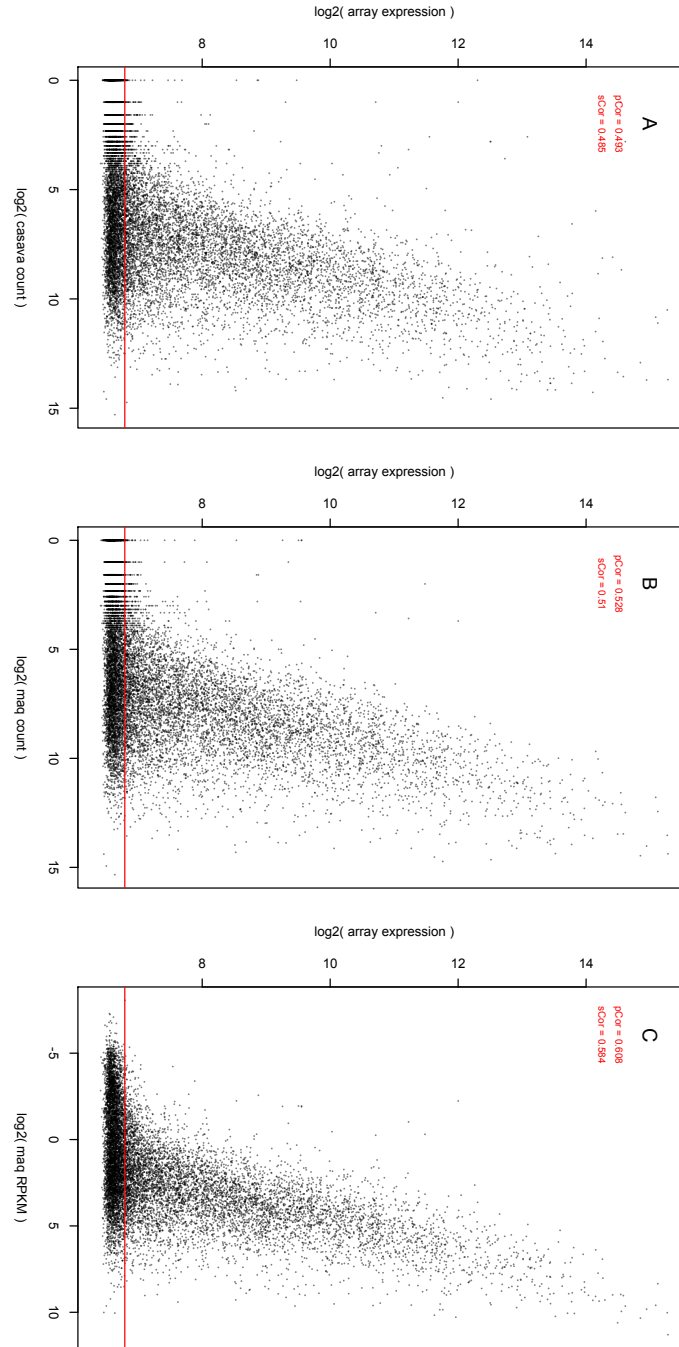 A
pCor = 0.493
sCor = 0.485
log2( array expression )
8
10
12
14
0
5
10
15
log2( casava count )
B
pCor = 0.528
sCor = 0.51
log2( array expression )
8
10
12
14
0
5
10
15
log2( maq count )
C
pCor = 0.608
sCor = 0.584
log2( array expression )
8
10
12
14
-5
0
5
10
log2( maq RPKM )